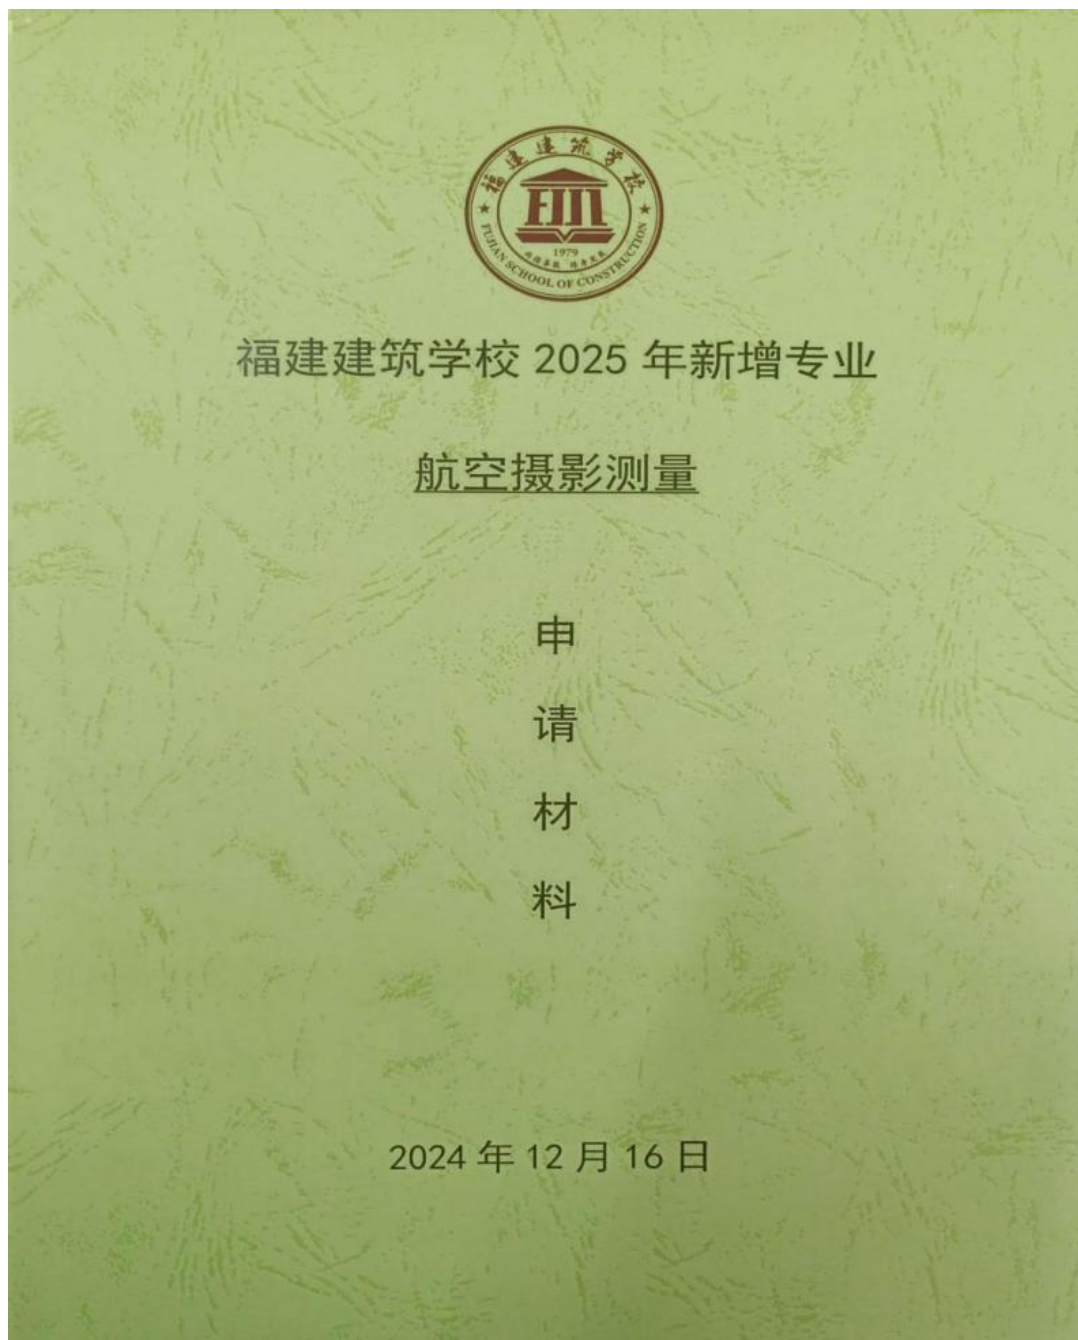 福建建筑学校
1979
FUJIAN SCHOOL OF CONSTRUCTION
福建建筑学校 2025 年新增专业
航空摄影测量
申
请
材
料
2024 年 12 月 16 日